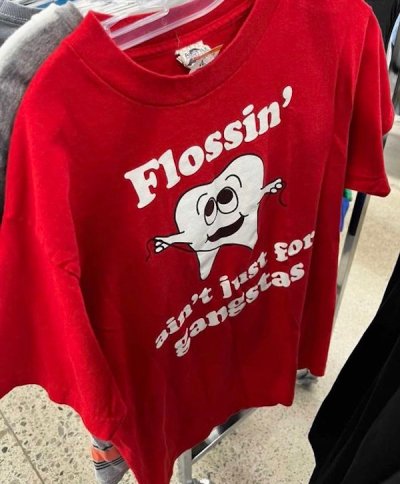 Flossin'
ain't just for
gangstas